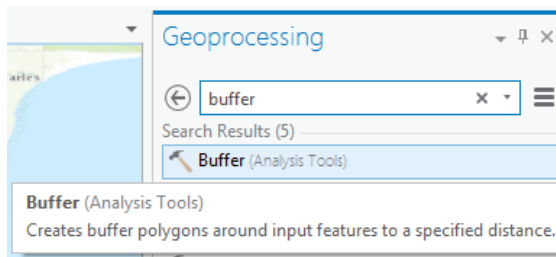 Geoprocessing
buffer
Search Results (5)
Buffer (Analysis Tools)
Buffer (Analysis Tools)
Creates buffer polygons around input features to a specified distance.